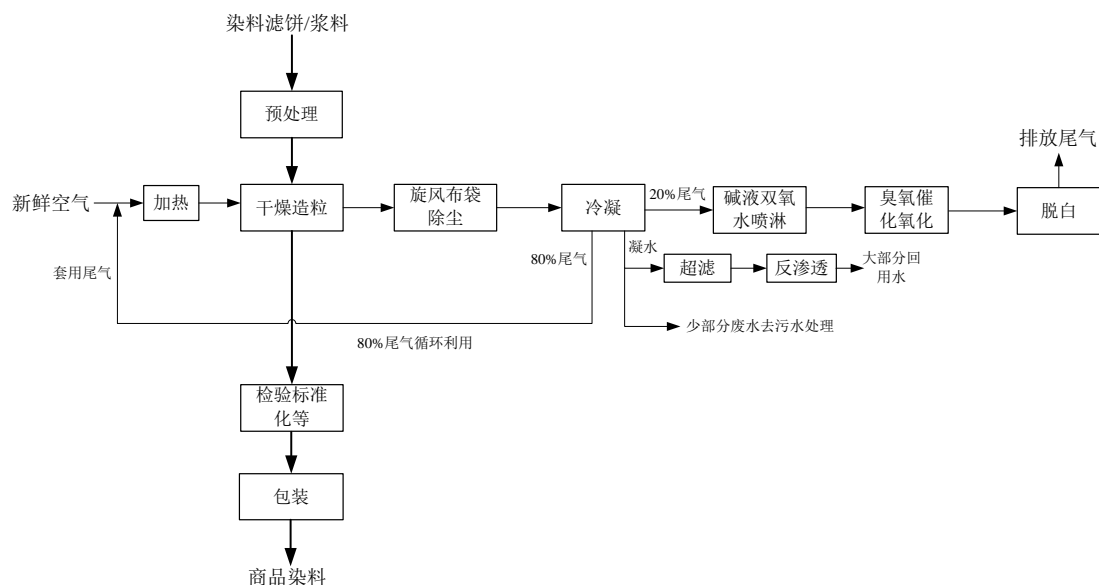 染料滤饼/浆料
预处理
排放尾气
新鲜空气
加热
干燥造粒
旋风布袋
除尘
冷凝
20%尾气
碱液双氧
水喷淋
臭氧催
化氧化
脱白
套用尾气
80%尾气
凝水
超滤
反渗透
大部分回
用水
少部分废水去污水处理
80%尾气循环利用
检验标准
化等
包装
商品染料